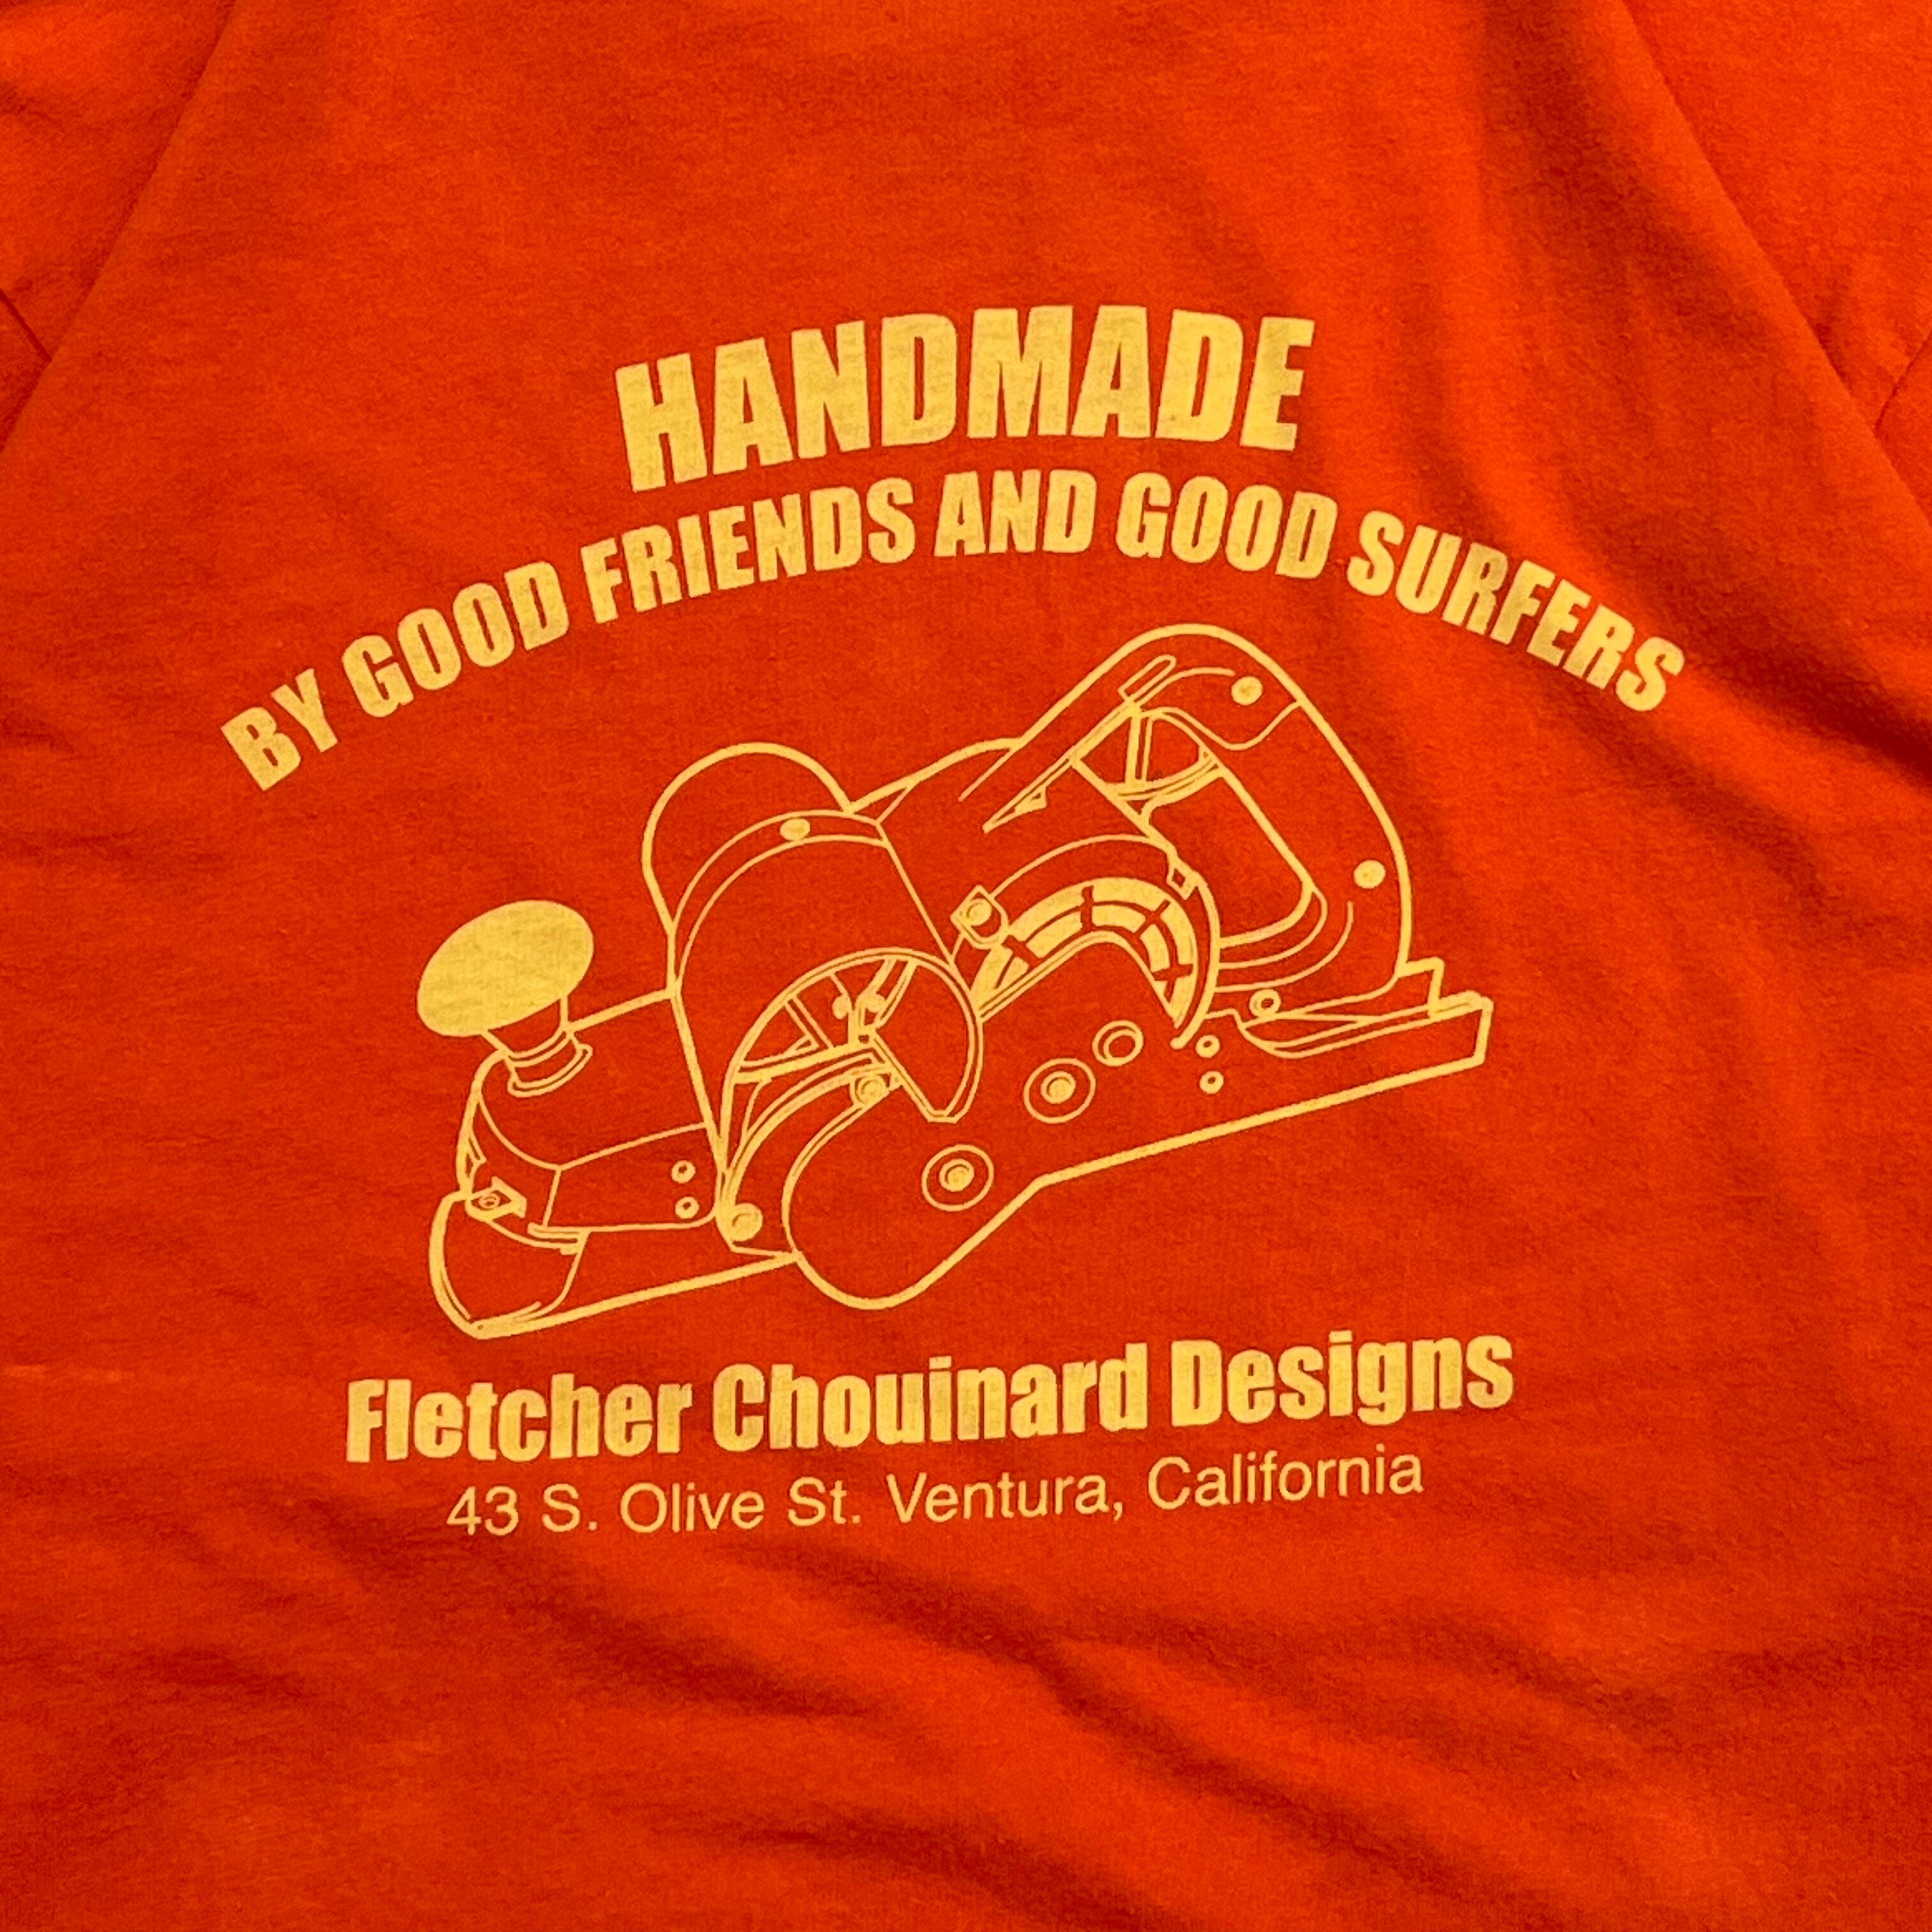 HANDMADE
BY GOOD FRIENDS AND GOOD SURFERS
Fletcher Chouinard Designs
43 S. Olive St. Ventura, California